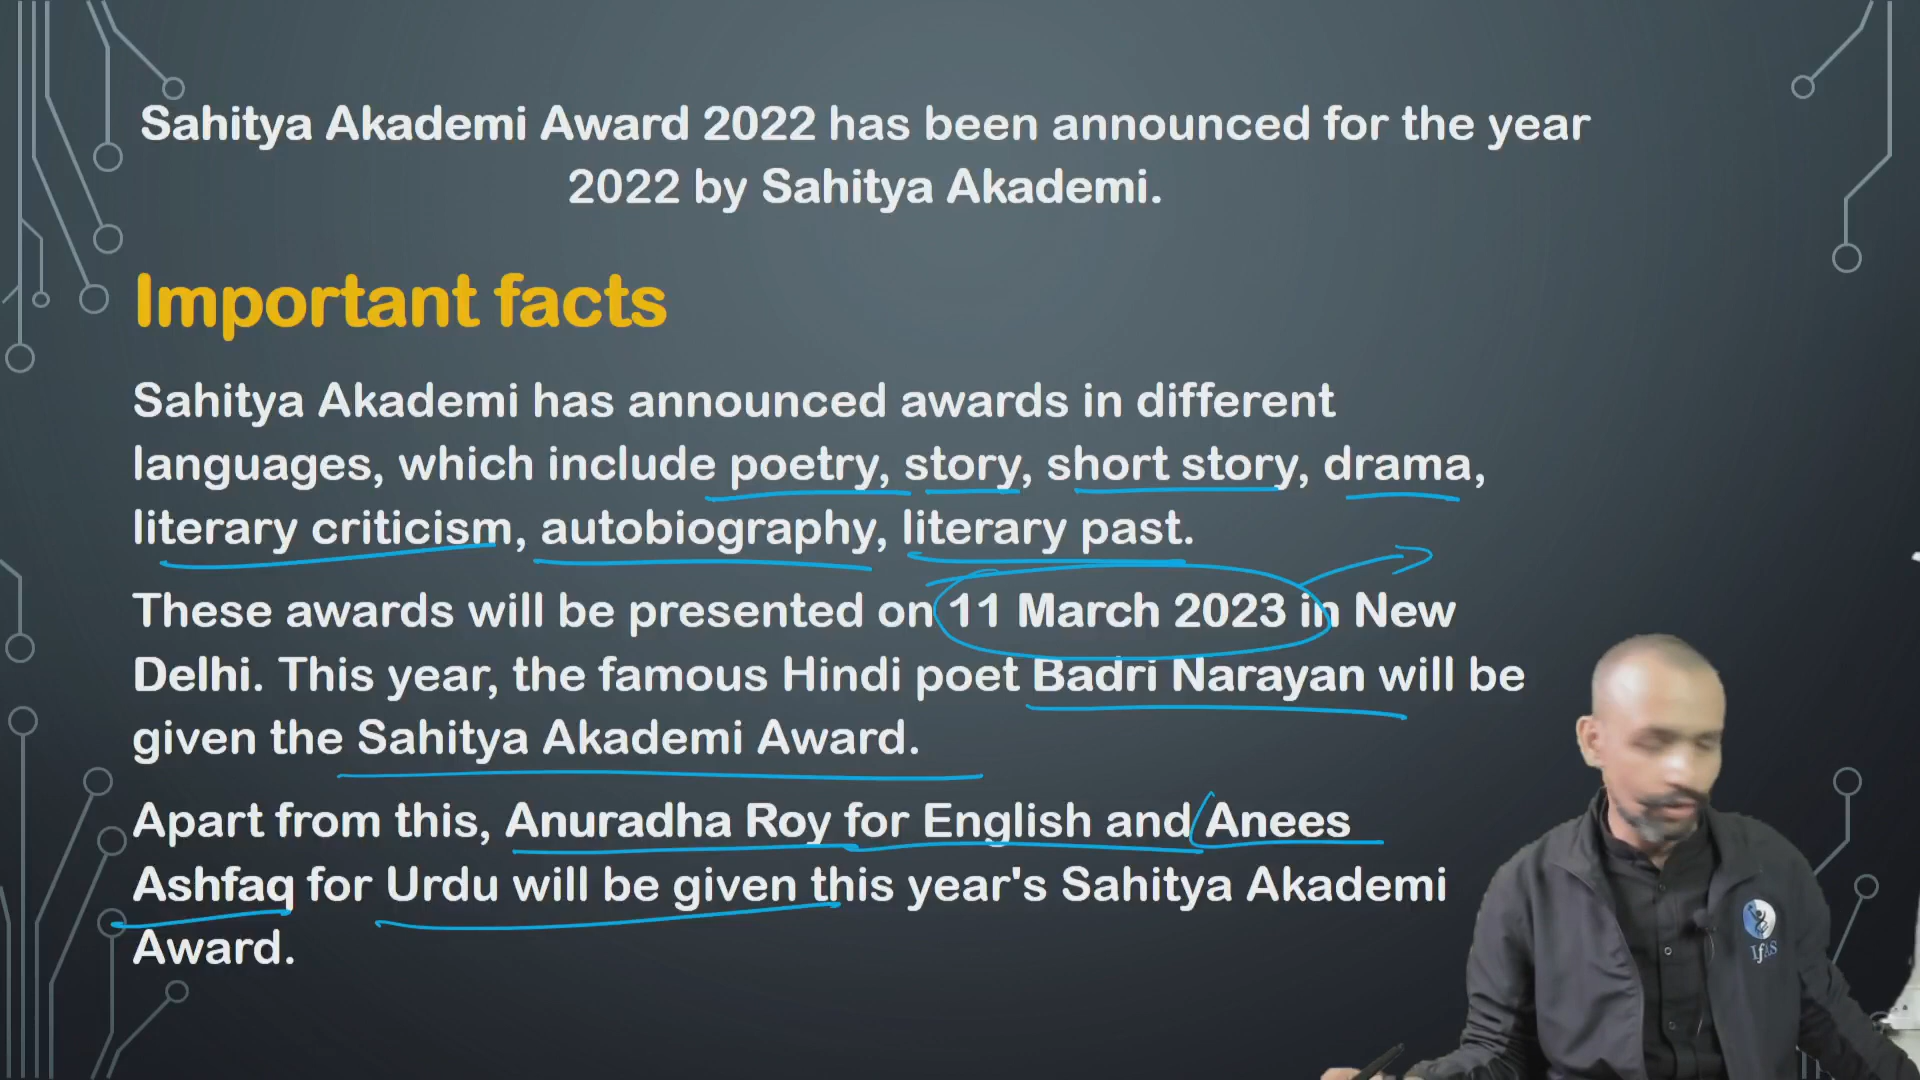 Sahitya Akademi Award 2022 has been announced for the year
2022 by Sahitya Akademi.
Important facts
Sahitya Akademi has announced awards in different
languages, which include poetry, story, short story, drama,
literary criticism, autobiography, literary past.
These awards will be presented on 11 March 2023 in New
Delhi. This year, the famous Hindi poet Badri Narayan will be
given the Sahitya Akademi Award.
Apart from this, Anuradha Roy for English and Anees
Ashfaq for Urdu will be given this year's Sahitya Akademi
Award.
IfAS